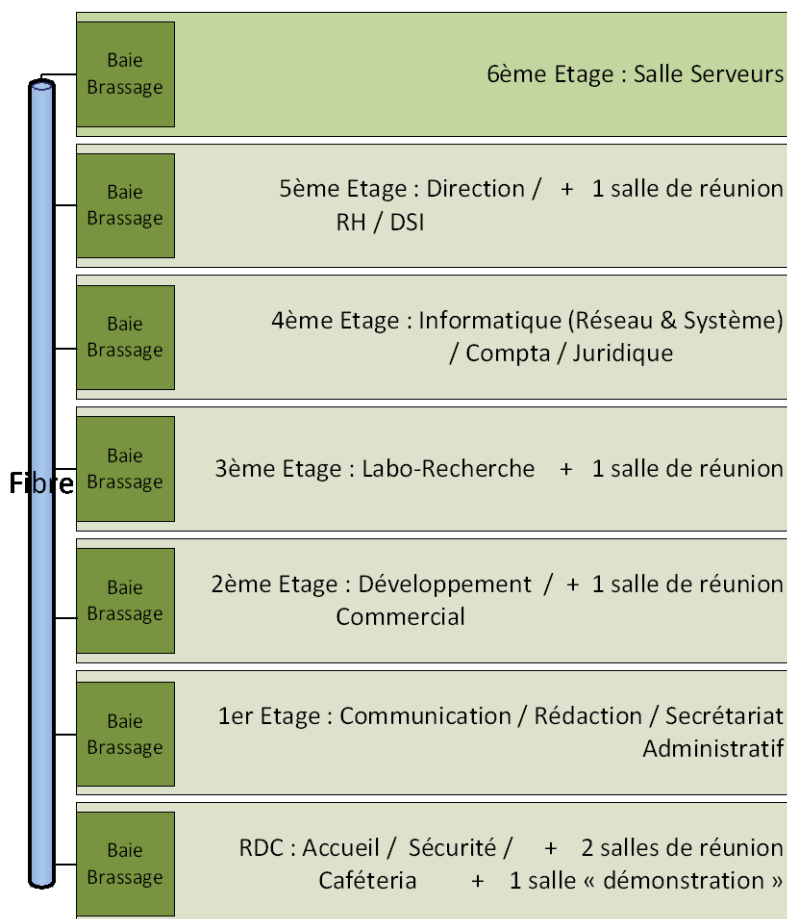 Baie
Brassage
6ème Etage : Salle Serveurs
Baie
Brassage
5ème Etage : Direction / + 1 salle de réunion
RH / DSI
Baie
Brassage
4ème Etage : Informatique (Réseau & Système)
/ Compta / Juridique
Fibre
Baie
Brassage
3ème Etage : Labo-Recherche + 1 salle de réunion
Baie
Brassage
2ème Etage : Développement / + 1 salle de réunion
Commercial
Baie
Brassage
1er Etage : Communication / Rédaction / Secrétariat
Administratif
Baie
Brassage
RDC : Accueil / Sécurité / + 2 salles de réunion
Caféteria + 1 salle « démonstration »